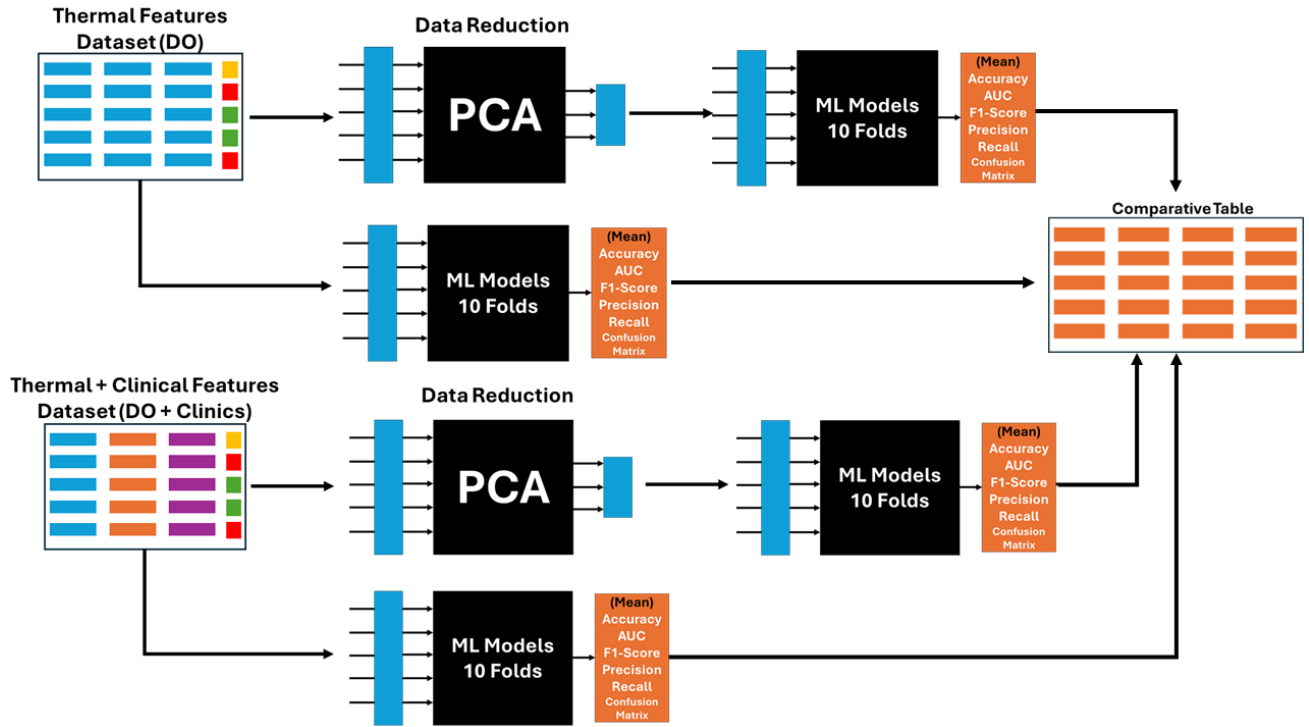 Thermal Features
Dataset (DO)
Data Reduction
PCA
ML Models
10 Folds
(Mean)
Accuracy
AUC
F1-Score
Precision
Recall
Confusion
Matrix
ML Models
10 Folds
(Mean)
Accuracy
AUC
F1-Score
Precision
Recall
Confusion
Matrix
Comparative Table
Thermal + Clinical Features
Dataset (DO + Clinics)
Data Reduction
PCA
ML Models
10 Folds
(Mean)
Accuracy
AUC
F1-Score
Precision
Recall
Confusion
Matrix
ML Models
10 Folds
(Mean)
Accuracy
AUC
F1-Score
Precision
Recall
Confusion
Matrix